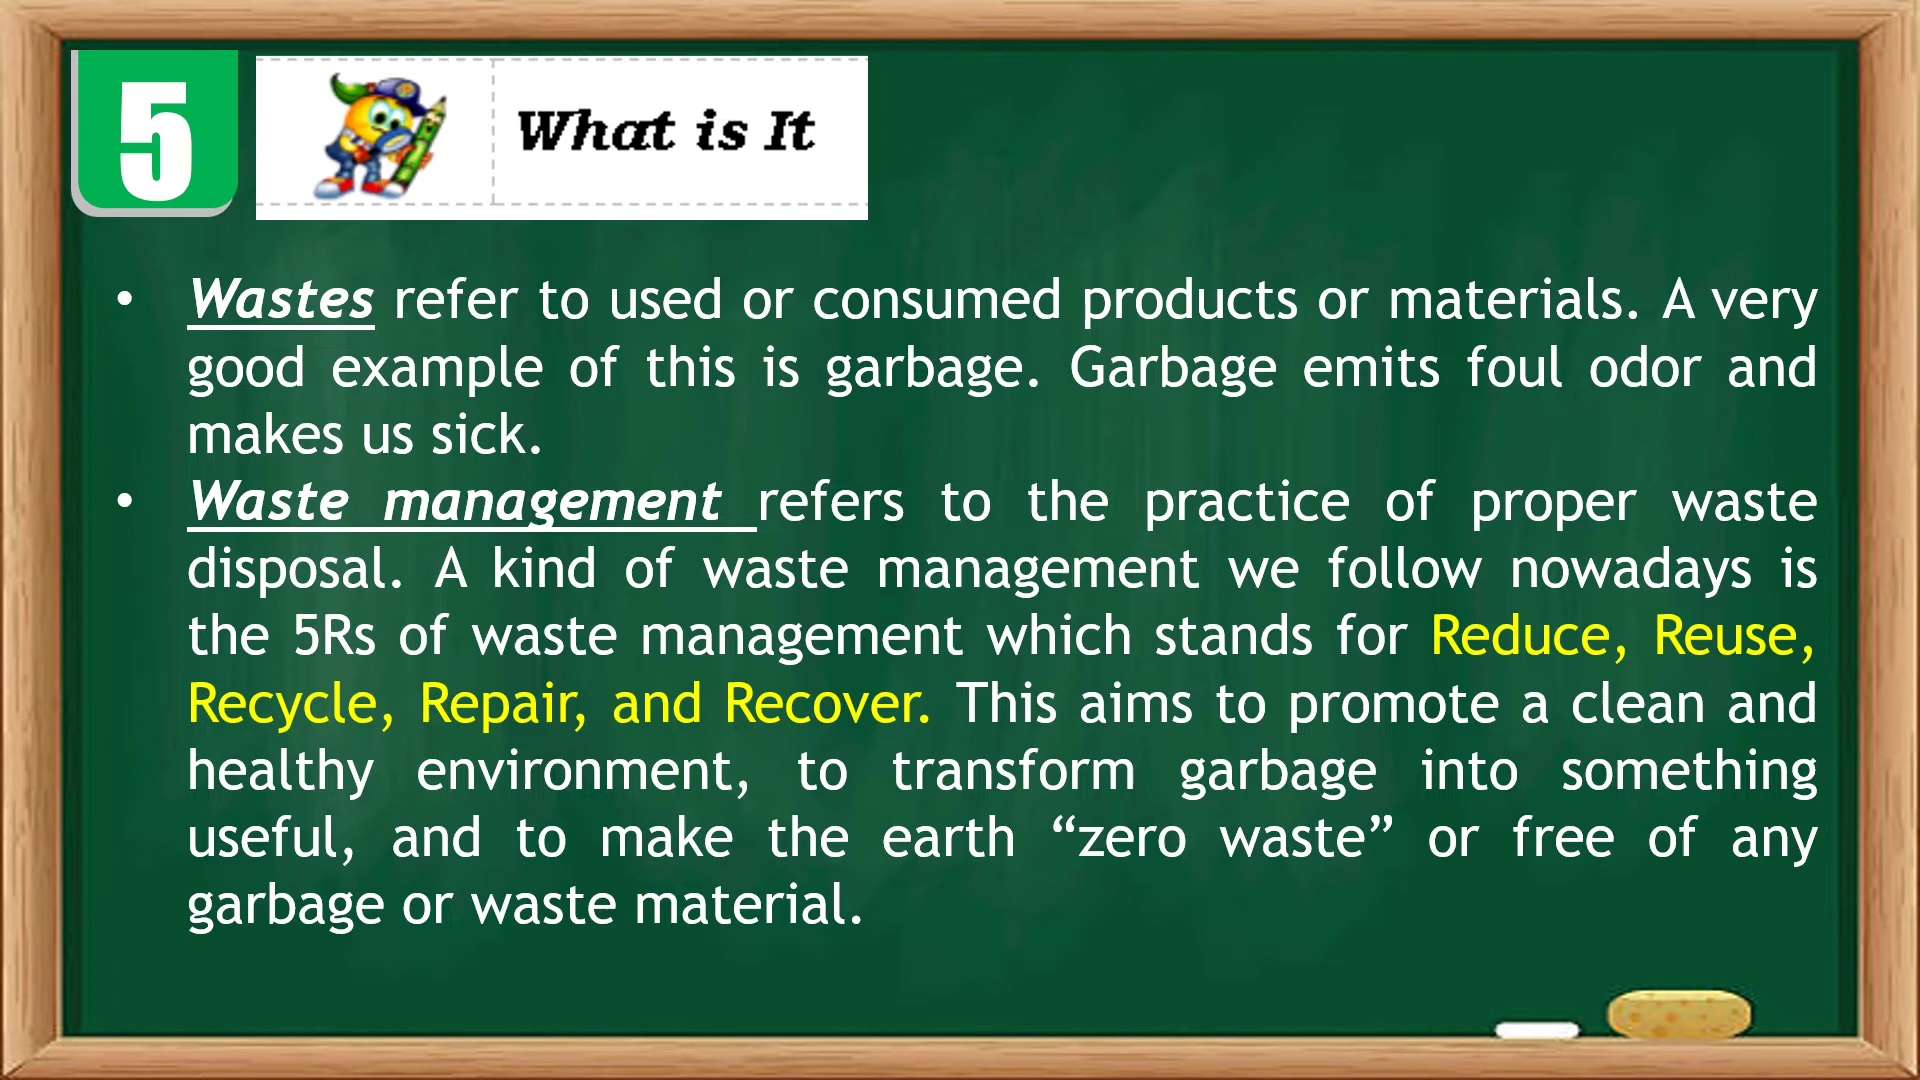 5
What is It
• Wastes refer to used or consumed products or materials. A very
good example of this is garbage. Garbage emits foul odor and
makes us sick.
• Waste management refers to the practice of proper waste
disposal. A kind of waste management we follow nowadays is
the 5Rs of waste management which stands for Reduce, Reuse,
Recycle, Repair, and Recover. This aims to promote a clean and
healthy environment, to transform garbage into something
useful, and to make the earth “zero waste” or free of any
garbage or waste material.